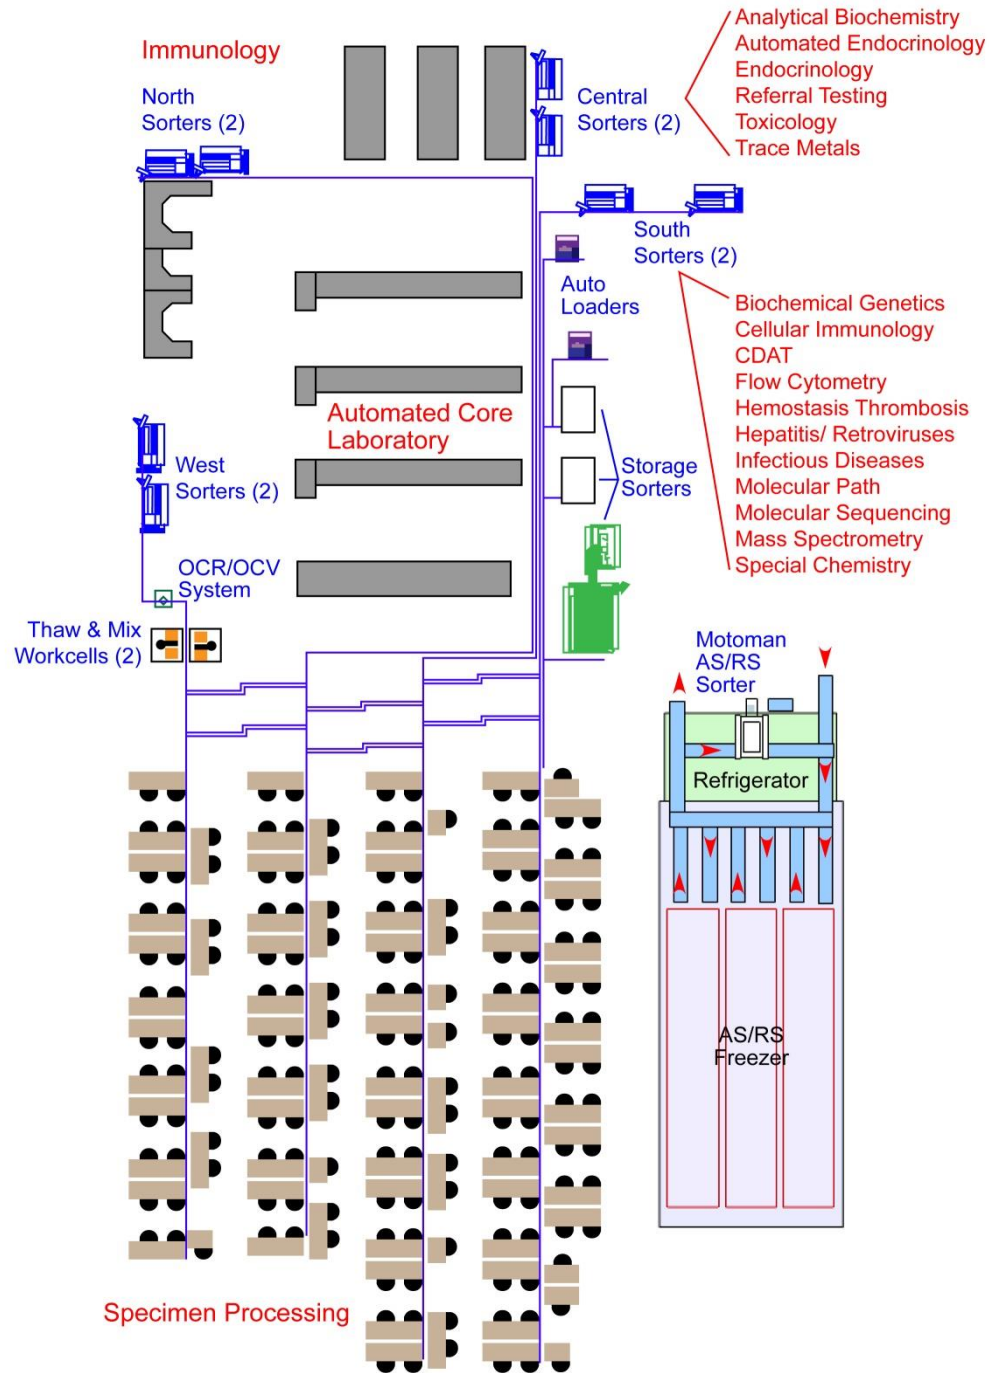 Immunology
North
Sorters (2)
Central
Sorters (2)
Analytical Biochemistry
Automated Endocrinology
Endocrinology
Referral Testing
Toxicology
Trace Metals
South
Sorters (2)
Auto
Loaders
Biochemical Genetics
Cellular Immunology
CDAT
Flow Cytometry
Hemostasis Thrombosis
Hepatitis/ Retroviruses
Infectious Diseases
Molecular Path
Molecular Sequencing
Mass Spectrometry
Special Chemistry
Automated Core
Laboratory
West
Sorters (2)
Storage
Sorters
OCR/OCV
System
Thaw & Mix
Workcells (2)
Motoman
AS/RS
Sorter
Refrigerator
AS/RS
Freezer
Specimen Processing